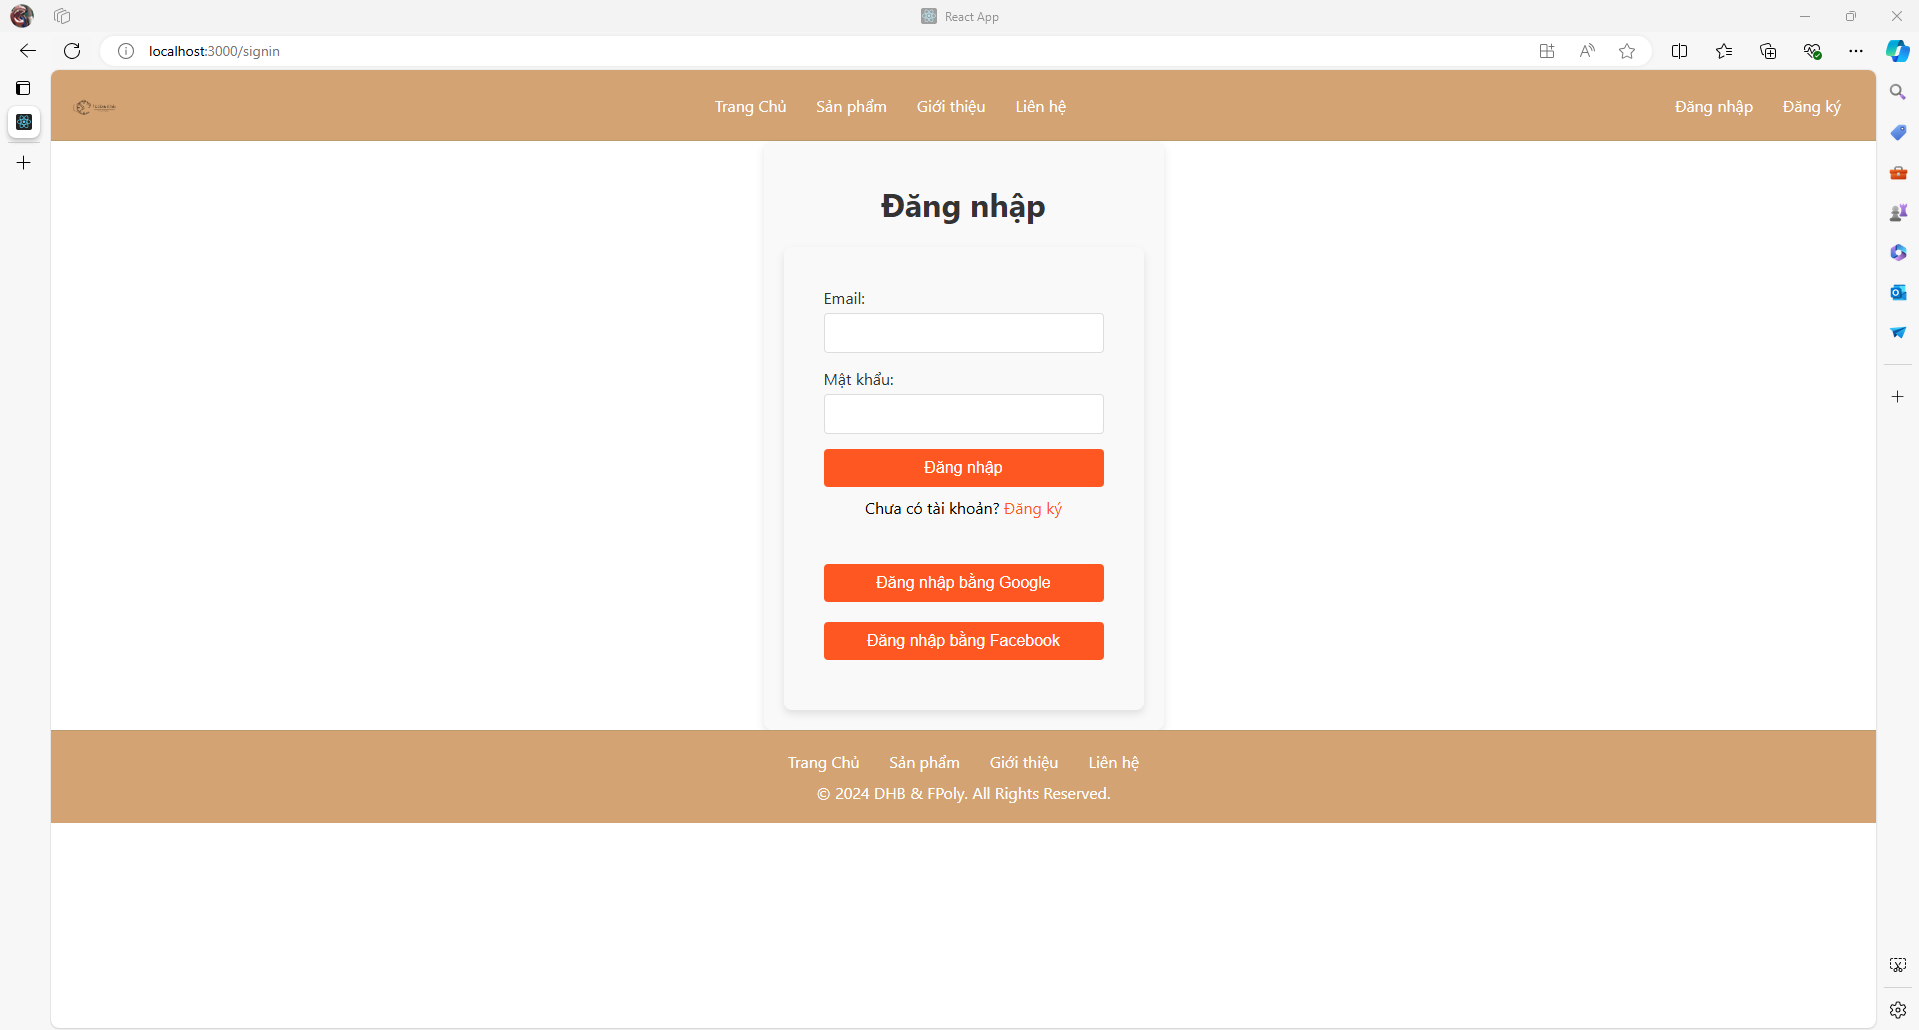 React App
localhost:3000/signin
Trang Chủ Sản phẩm Giới thiệu Liên hệ Đăng nhập Đăng ký
Đăng nhập
Email:
Mật khẩu:
Đăng nhập
Chưa có tài khoản? Đăng ký
Đăng nhập bằng Google
Đăng nhập bằng Facebook
Trang Chủ Sản phẩm Giới thiệu Liên hệ
© 2024 DHB & FPoly. All Rights Reserved.